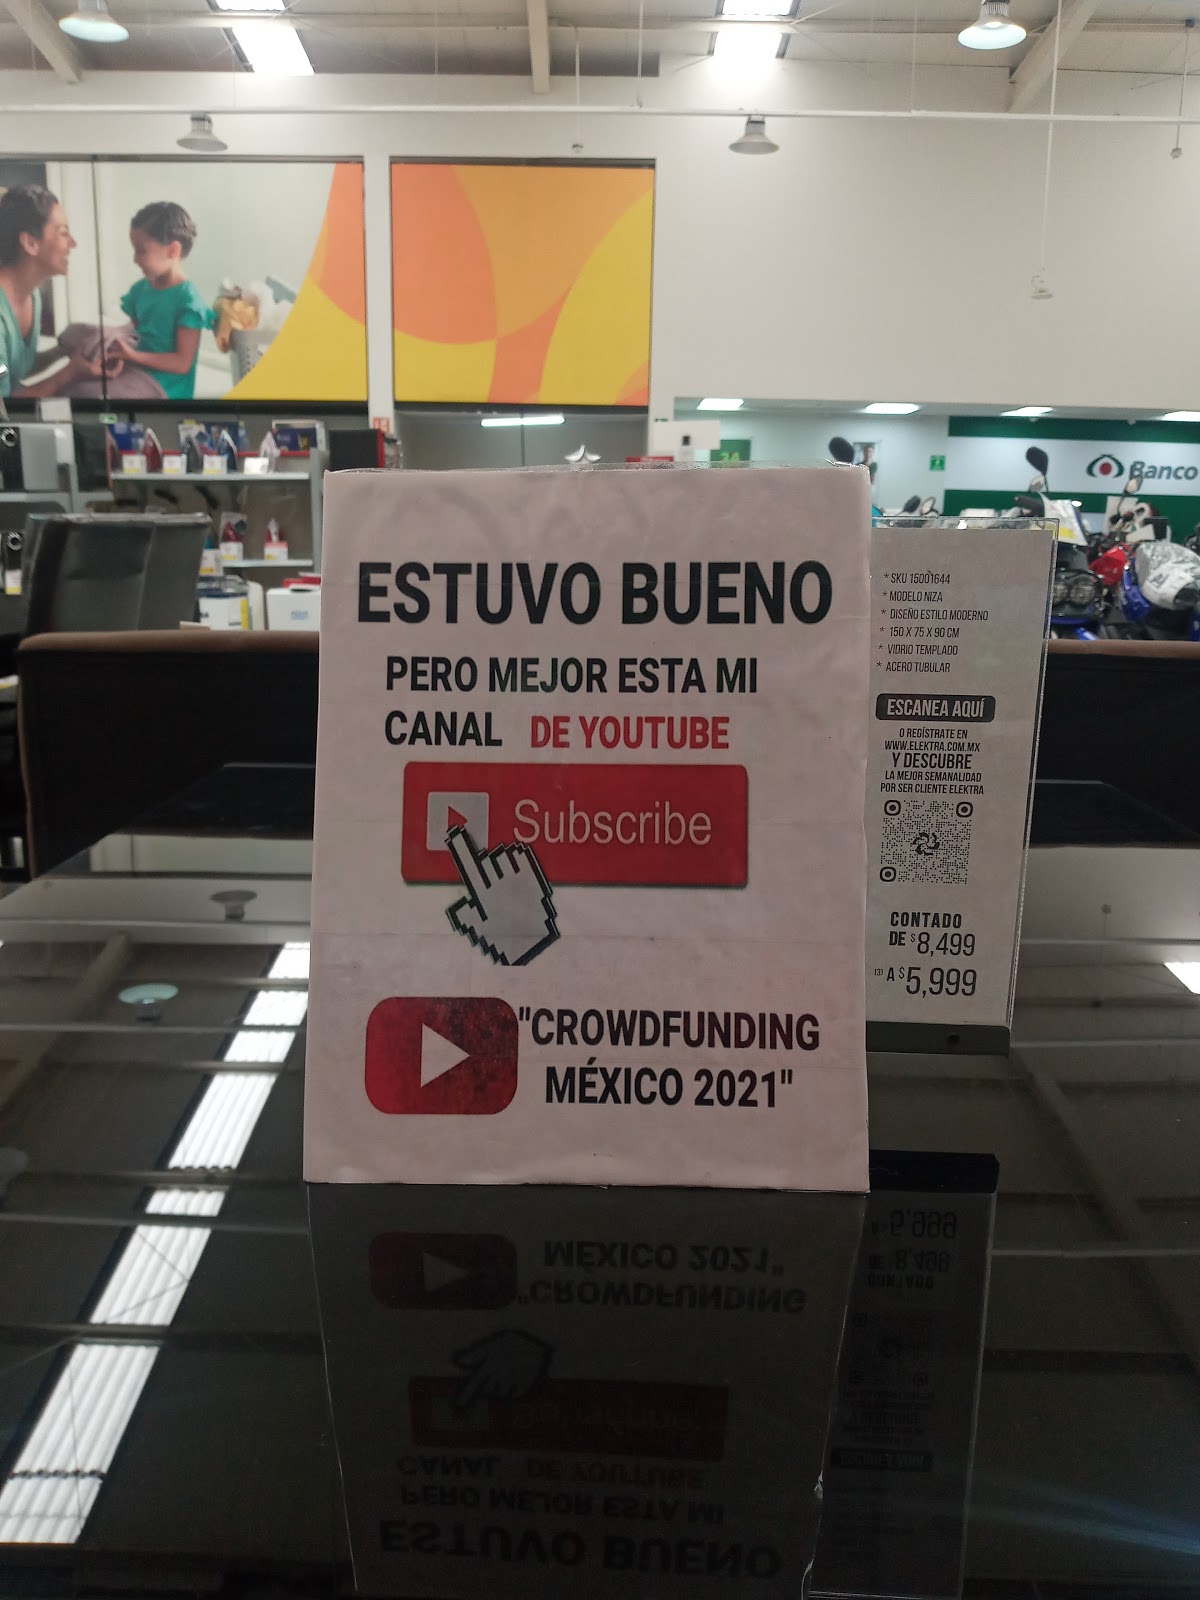 Banco
ESTUVO BUENO
PERO MEJOR ESTA MI
CANAL DE YOUTUBE
Subscribe
"CROWDFUNDING
MÉXICO 2021"
* SKU 15001644
* MODELO NIZA
* DISEÑO ESTILO MODERNO
* 150 X 75 X 90 CM
* VIDRIO TEMPLADO
* ACERO TUBULAR
ESCANEA AQUÍ
O REGÍSTRATE EN
WWW.ELEKTRA.COM.MX
Y DESCUBRE
LA MEJOR SEMANALIDAD
POR SER CLIENTE ELEKTRA
CONTADO
DE $8,499
(3) A $5,999